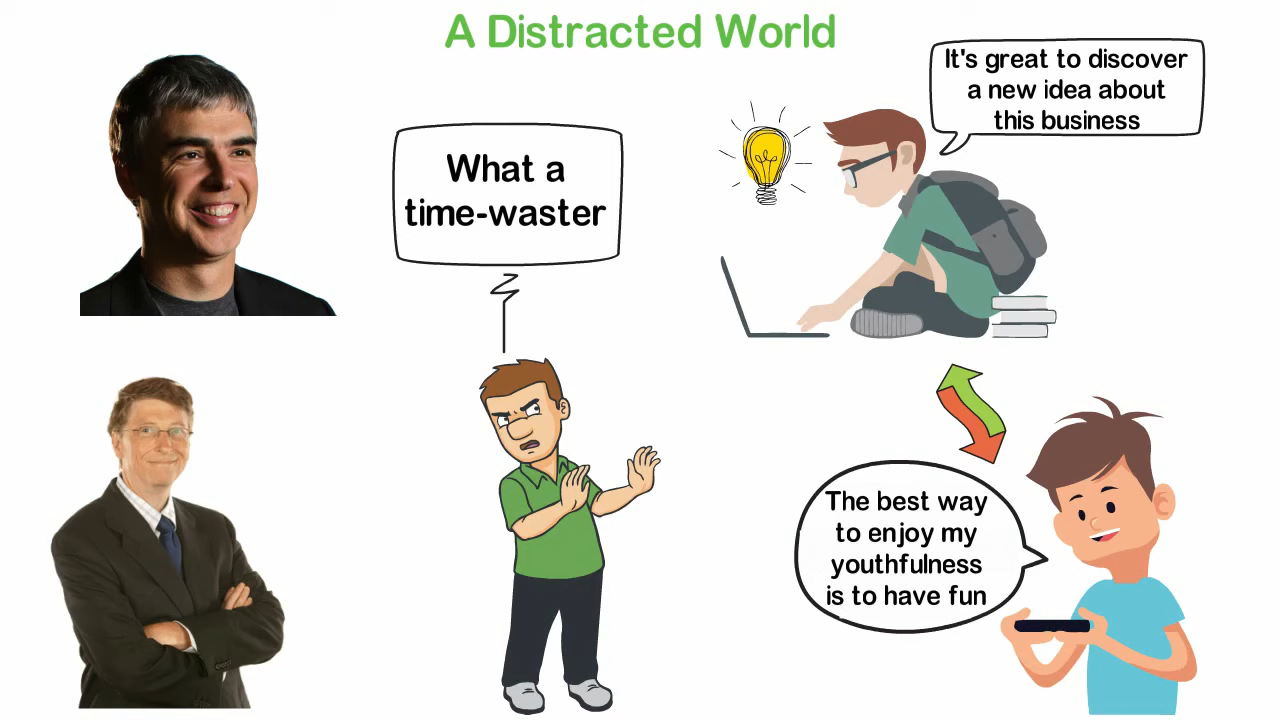 A Distracted World
It's great to discover
a new idea about
this business
What a
time-waster
The best way
to enjoy my
youthfulness
is to have fun